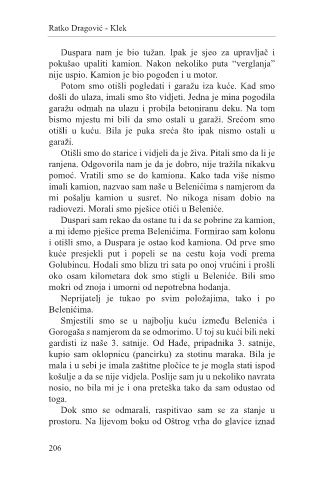 Ratko Dragović - Klek
Duspara nam je bio tužan. Ipak je sjeo za upravljač i
pokušao upaliti kamion. Nakon nekoliko puta “verglanja”
nije uspio. Kamion je bio pogođen i u motor.
Potom smo otišli pogledati i garažu iza kuće. Kad smo
došli do ulaza, imali smo što vidjeti. Jedna je mina pogodila
garažu odmah na ulazu i probila betoniranu deku. Na tom
bismo mjestu mi bili da smo ostali u garaži. Srećom smo
otišli u kuću. Bila je puka sreća što ipak nismo ostali u
garaži.
Otišli smo do starice i vidjeli da je živa. Pitali smo da li je
ranjena. Odgovorila nam je da je dobro, nije tražila nikakvu
pomoć. Vratili smo se do kamiona. Kako tada više nismo
imali kamion, nazvao sam naše u Belenićima s namjerom da
mi pošalju kamion u susret. No nikoga nisam dobio na
radiovezi. Morali smo pješice otići u Beleniće.
Duspari sam rekao da ostane tu i da se pobrine za kamion,
a mi idemo pješice prema Belenićima. Formirao sam kolonu
i otišli smo, a Duspara je ostao kod kamiona. Od prve smo
kuće presjekli put i popeli se na cestu koja vodi prema
Golubincu. Hodali smo blizu tri sata po onoj vrućini i prošli
oko osam kilometara dok smo stigli u Beleniće. Bili smo
mokri od znoja i umorni od nepotrebna hodanja.
Neprijatelj je tukao po svim položajima, tako i po
Belenićima.
Smjestili smo se u najbolju kuću između Belenića i
Gorogaša s namjerom da se odmorimo. U toj su kući bili neki
gardisti iz naše 3. satnije. Od Hađe, pripadnika 3. satnije,
kupio sam oklopnicu (pancirku) za stotinu maraka. Bila je
mala i u sebi je imala zaštitne pločice te je mogla stati ispod
košulje a da se nije vidjela. Poslije sam ju u nekoliko navrata
nosio, no bila mi je i ona preteška tako da sam odustao od
toga.
Dok smo se odmarali, raspitivao sam se za stanje u
prostoru. Na lijevom boku od Oštrog vrha do glavice iznad
206